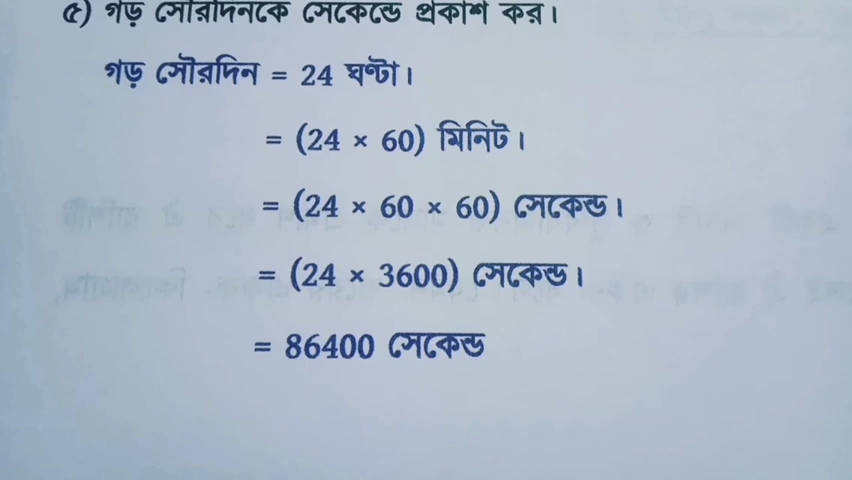 ৫) গড় সৌরদিনকে সেকেন্ডে প্রকাশ কর।
গড় সৌরদিন = 24 ঘণ্টা।
= (24 × 60) মিনিট।
= (24 × 60 × 60) সেকেন্ড।
= (24 × 3600) সেকেন্ড।
= 86400 সেকেন্ড